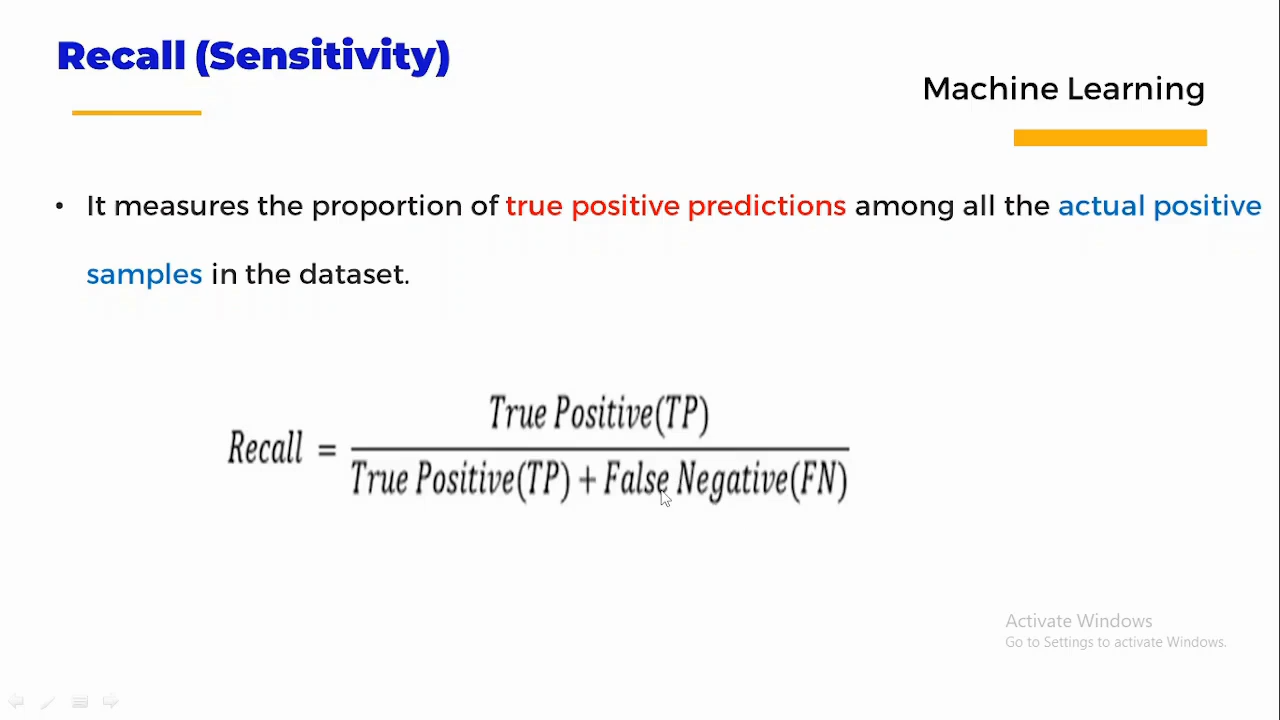 Recall (Sensitivity)
Machine Learning
• It measures the proportion of true positive predictions among all the actual positive
samples in the dataset.
True Positive(TP)
Recall =
True Positive(TP) + False Negative(FN)
Activate Windows
Go to Settings to activate Windows.